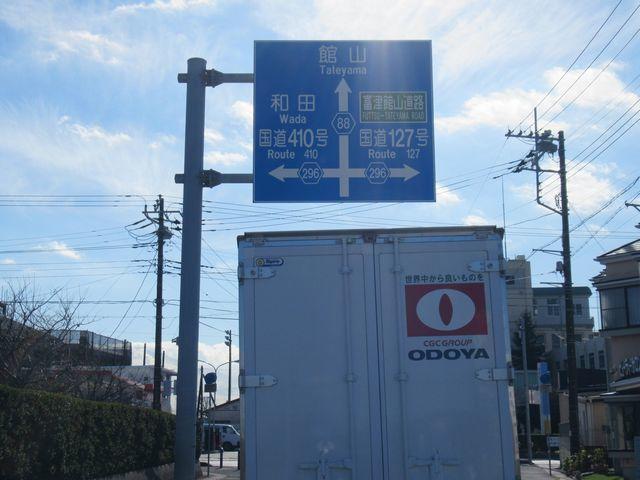 館山
Tateyama
和田
Wada
富津館山道路
FUTTSU-TATEYAMA ROAD
88
国道410号
国道127号
Route 410
Route 127
296
296
世界中から良いものを
CGC GROUP
ODOYA